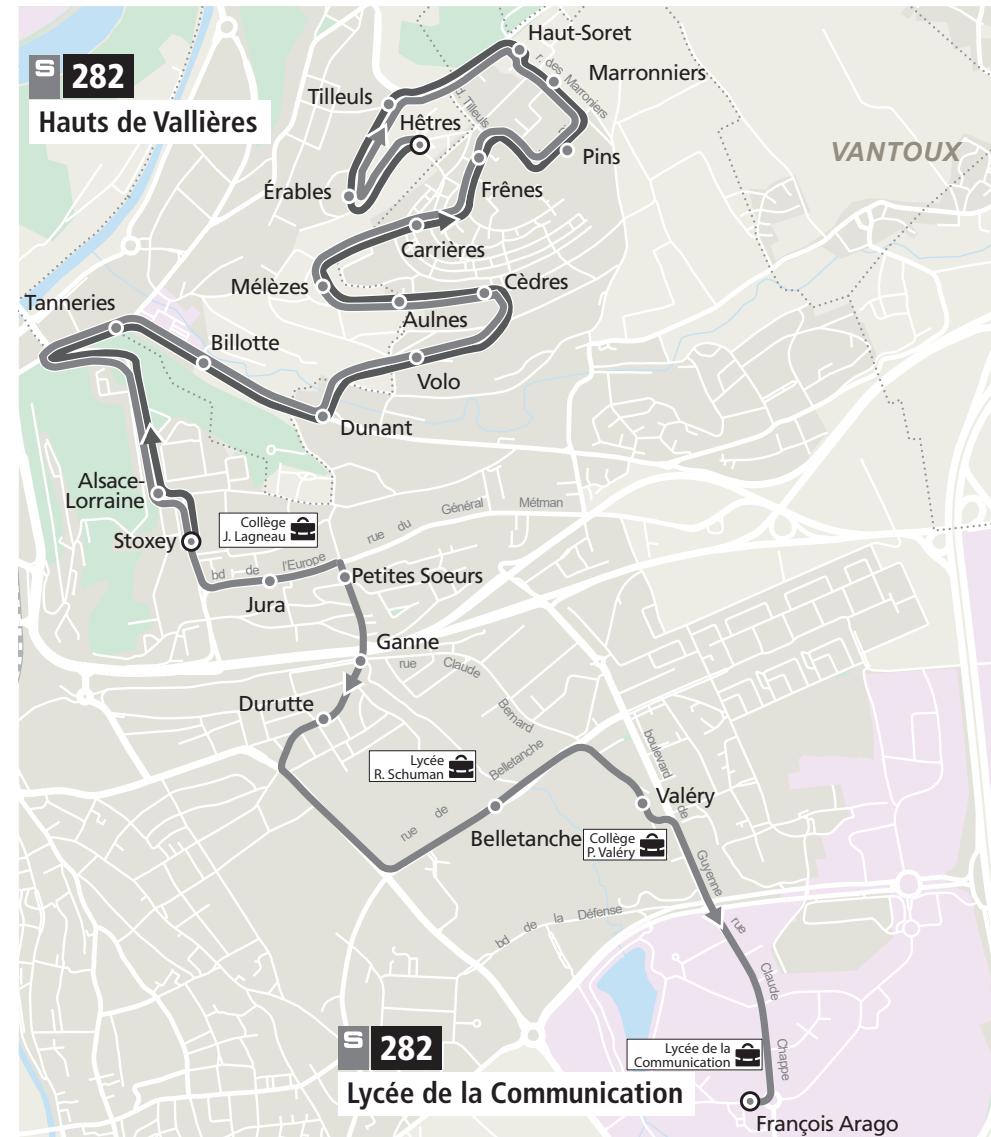 S 282
Hauts de Vallières
Haut-Soret
r. des Marroniers
Marronniers
Tilleuls
d. Tilleuls
Hêtres
Pins
VANTOUX
Érables
Frênes
Carrières
Mélèzes
Cèdres
Aulnes
Tanneries
Billotte
Volo
Dunant
Alsace-
Lorraine
rue du Général Métman
Collège
J. Lagneau
Stoxey
bd de l'Europe
Petites Soeurs
Jura
Ganne
rue Claude Bernard
Durutte
Lycée
R. Schuman
rue de Belletanche
boulevard de Guyenne
Valéry
Belletanche
Collège
P. Valéry
bd de la Défense
rue Claude Chappe
S 282
Lycée de la Communication
Lycée de la
Communication
François Arago